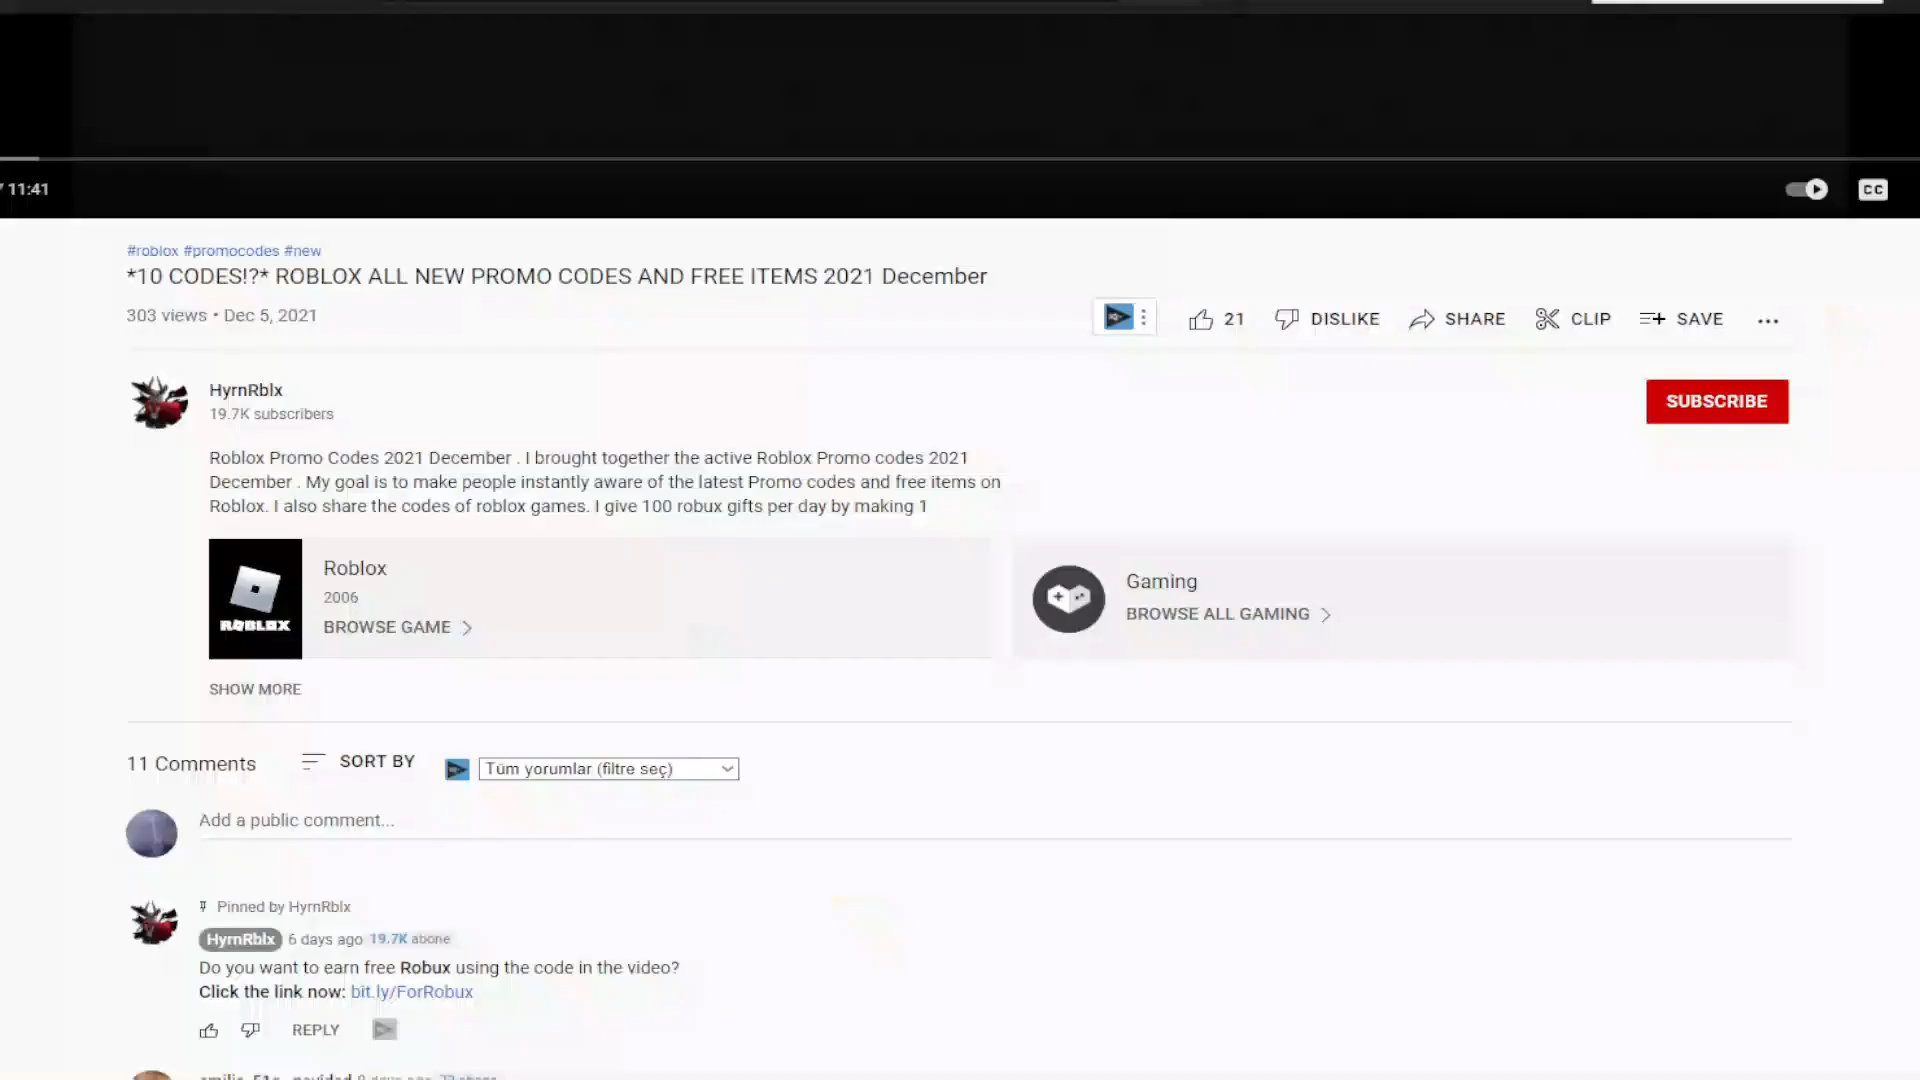 11:41
CC
#roblox #promocodes #new
*10 CODES!?* ROBLOX ALL NEW PROMO CODES AND FREE ITEMS 2021 December
303 views • Dec 5, 2021
21
DISLIKE
SHARE
CLIP
SAVE
HyrnRblx
19.7K subscribers
SUBSCRIBE
Roblox Promo Codes 2021 December . I brought together the active Roblox Promo codes 2021
December . My goal is to make people instantly aware of the latest Promo codes and free items on
Roblox. I also share the codes of roblox games. I give 100 robux gifts per day by making 1
ROBLOX
Roblox
2006
BROWSE GAME
Gaming
BROWSE ALL GAMING
SHOW MORE
11 Comments
SORT BY
Tüm yorumlar (filtre seç)
Add a public comment...
Pinned by HyrnRblx
HyrnRblx 6 days ago 19.7K abone
Do you want to earn free Robux using the code in the video?
Click the link now: bit.ly/ForRobux
REPLY